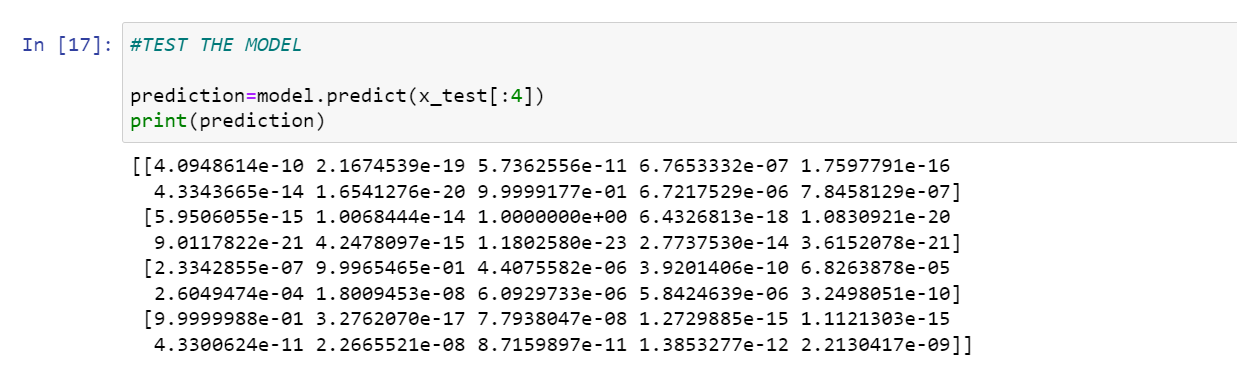 In [17]: #TEST THE MODEL
prediction=model.predict(x_test[:4])
print(prediction)
[[4.0948614e-10 2.1674539e-19 5.7362556e-11 6.7653332e-07 1.7597791e-16
4.3343665e-14 1.6541276e-20 9.9999177e-01 6.7217529e-06 7.8458129e-07]
[5.9506055e-15 1.0068444e-14 1.0000000e+00 6.4326813e-18 1.0830921e-20
9.0117822e-21 4.2478097e-15 1.1802580e-23 2.7737530e-14 3.6152078e-21]
[2.3342855e-07 9.9965465e-01 4.4075582e-06 3.9201406e-10 6.8263878e-05
2.6049474e-04 1.8009453e-08 6.0929733e-06 5.8424639e-06 3.2498051e-10]
[9.9999988e-01 3.2762070e-17 7.7938047e-08 1.2729885e-15 1.1121303e-15
4.3300624e-11 2.2665521e-08 8.7159897e-11 1.3853277e-12 2.2130417e-09]]